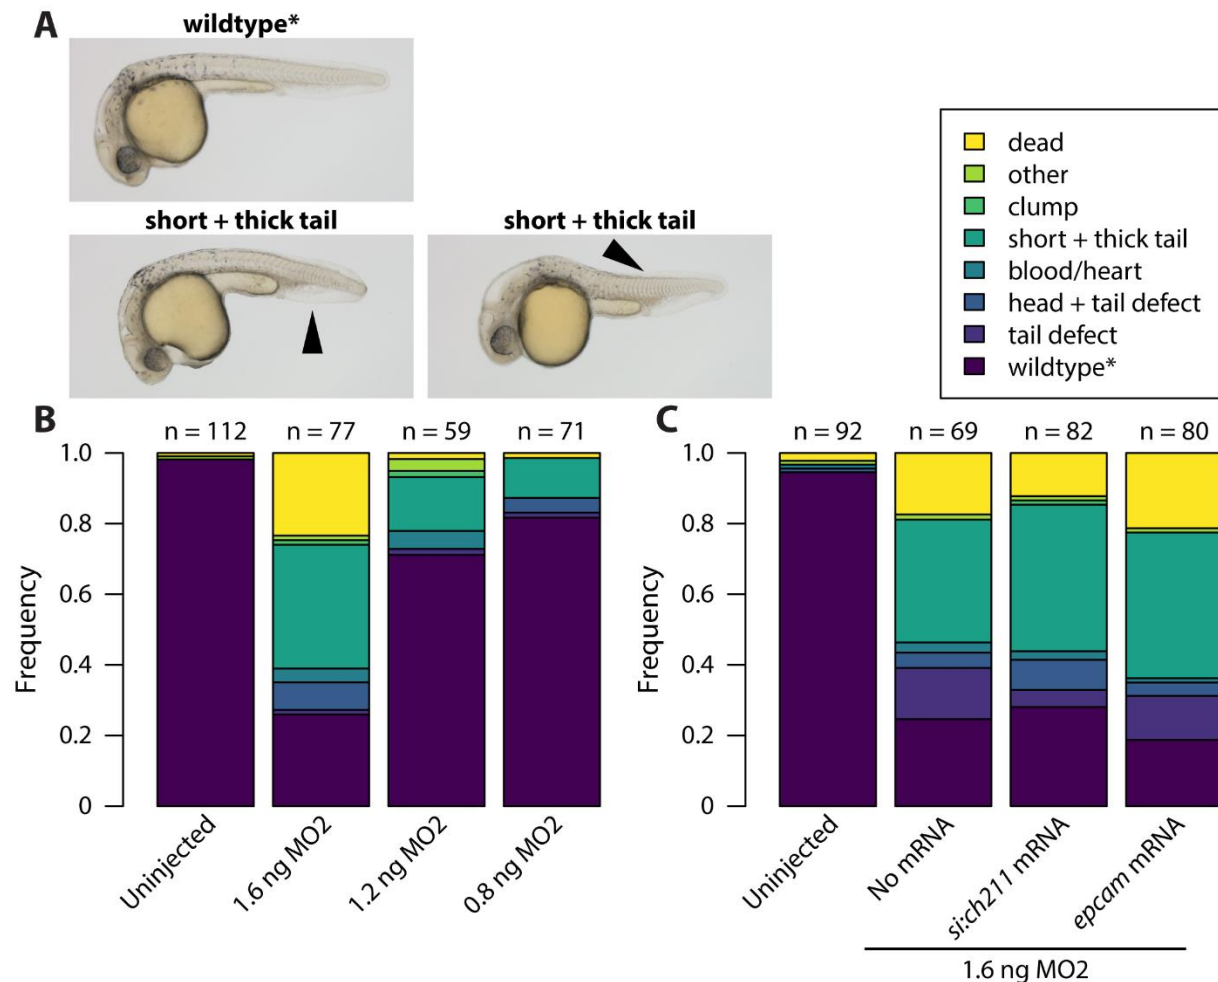 A
wildtype*
short + thick tail
short + thick tail
dead
other
clump
short + thick tail
blood/heart
head + tail defect
tail defect
wildtype*
B
n = 112
n = 77
n = 59
n = 71
1.0
0.8
0.6
0.4
0.2
0
Frequency
Uninjected
1.6 ng MO2
1.2 ng MO2
0.8 ng MO2
C
n = 92
n = 69
n = 82
n = 80
1.0
0.8
0.6
0.4
0.2
0
Frequency
Uninjected
No mRNA
si:ch211 mRNA
epcam mRNA
1.6 ng MO2